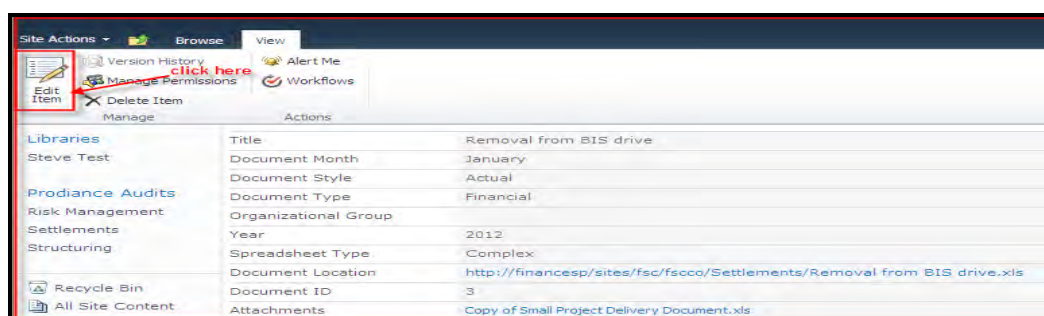 Site Actions Browse View
Version History Alert Me
click here
Manage Permissions Workflows
Edit Item
Delete Item
Manage Actions
Libraries
Steve Test
Prodiance Audits
Risk Management
Settlements
Structuring
Recycle Bin
All Site Content
Title Removal from BIS drive
Document Month January
Document Style Actual
Document Type Financial
Organizational Group
Year 2012
Spreadsheet Type Complex
Document Location http://financesp/sites/fsc/fscco/Settlements/Removal from BIS drive.xls
Document ID 3
Attachments Copy of Small Project Delivery Document.xls